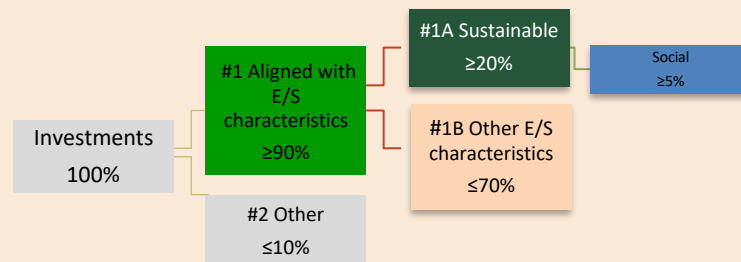 Investments
100%
#1 Aligned with
E/S
characteristics
≥90%
#2 Other
≤10%
#1A Sustainable
≥20%
#1B Other E/S
characteristics
≤70%
Social
≥5%